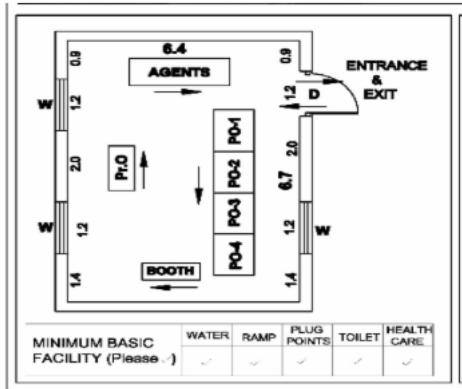 6.4
AGENTS
0.9
0.9
ENTRANCE
&
EXIT
W
1.2
1.2
D
PO-1
2.0
Pr.O
PO-2
2.0
6.7
PO-3
W
1.2
PO-4
1.2
W
BOOTH
1.4
1.4
MINIMUM BASIC
FACILITY (Please ✓)
WATER
RAMP
PLUG
POINTS
TOILET
HEALTH
CARE
✓ ✓ ✓ ✓ ✓